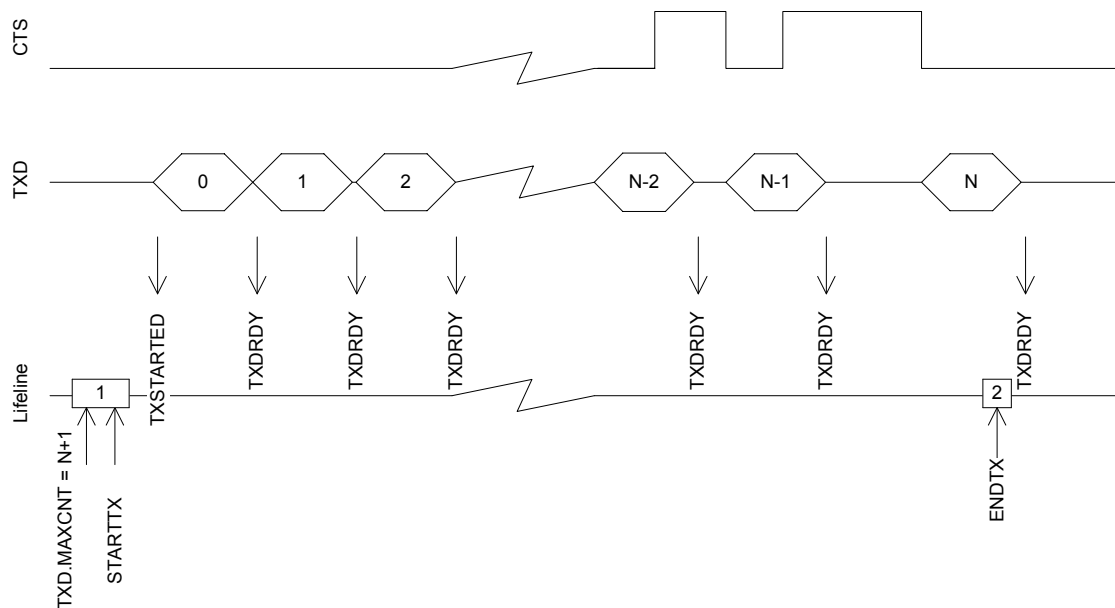 CTS
TXD
0
1
2
N-2
N-1
N
TXSTARTED
TXDRDY
TXDRDY
TXDRDY
TXDRDY
TXDRDY
TXDRDY
Lifeline
1
2
TXD.MAXCNT = N+1
STARTTX
ENDTX